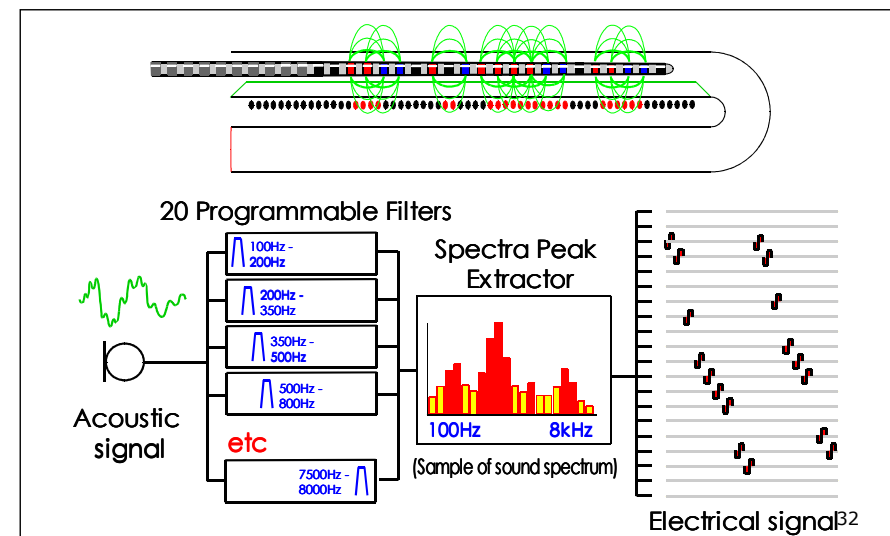 20 Programmable Filters
100Hz -
200Hz
200Hz -
350Hz
350Hz -
500Hz
500Hz -
800Hz
etc
7500Hz -
8000Hz
Acoustic
signal
Spectra Peak
Extractor
100Hz 8kHz
(Sample of sound spectrum)
Electrical signal
32